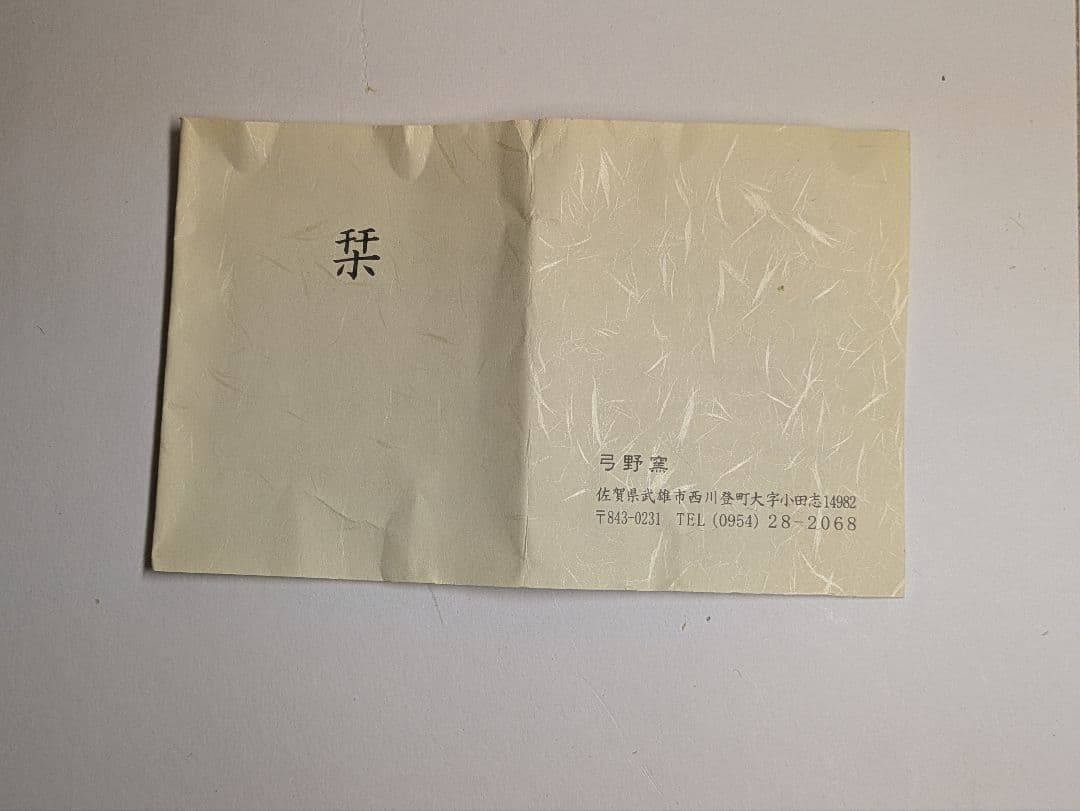 栞
弓野窯
佐賀県武雄市西川登町大字小田志14982
〒843-0231 TEL (0954) 28-2068